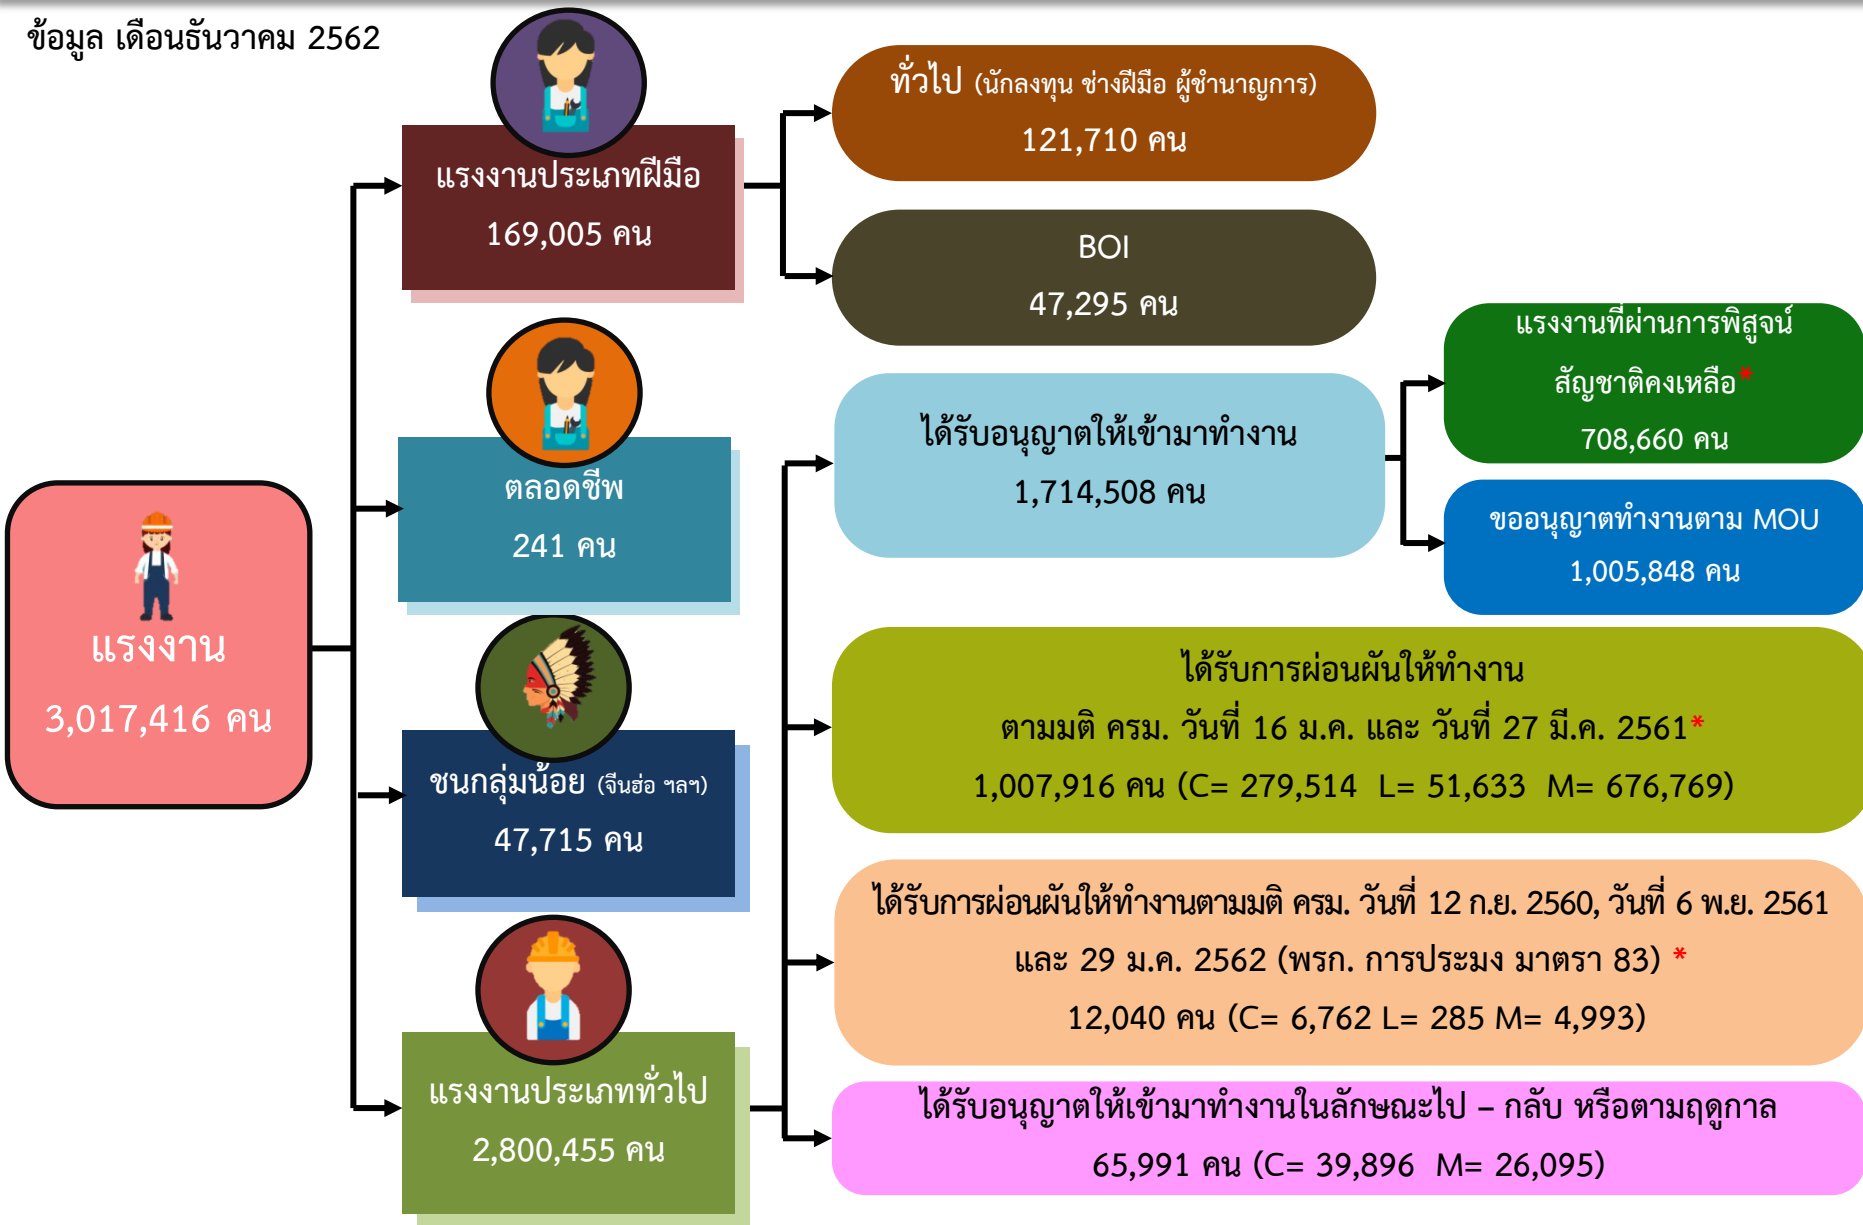 ข้อมูล เดือนธันวาคม 2562
แรงงาน
3,017,416 คน
แรงงานประเภทฝีมือ
169,005 คน
ทั่วไป (นักลงทุน ช่างฝีมือ ผู้ชำนาญการ)
121,710 คน
BOI
47,295 คน
ตลอดชีพ
241 คน
ชนกลุ่มน้อย (จีนฮ่อ ฯลฯ)
47,715 คน
แรงงานประเภททั่วไป
2,800,455 คน
ได้รับอนุญาตให้เข้ามาทำงาน
1,714,508 คน
แรงงานที่ผ่านการพิสูจน์
สัญชาติคงเหลือ*
708,660 คน
ขออนุญาตทำงานตาม MOU
1,005,848 คน
ได้รับการผ่อนผันให้ทำงาน
ตามมติ ครม. วันที่ 16 ม.ค. และ วันที่ 27 มี.ค. 2561*
1,007,916 คน (C= 279,514 L= 51,633 M= 676,769)
ได้รับการผ่อนผันให้ทำงานตามมติ ครม. วันที่ 12 ก.ย. 2560, วันที่ 6 พ.ย. 2561
และ 29 ม.ค. 2562 (พรก. การประมง มาตรา 83) *
12,040 คน (C= 6,762 L= 285 M= 4,993)
ได้รับอนุญาตให้เข้ามาทำงานในลักษณะไป – กลับ หรือตามฤดูกาล
65,991 คน (C= 39,896 M= 26,095)